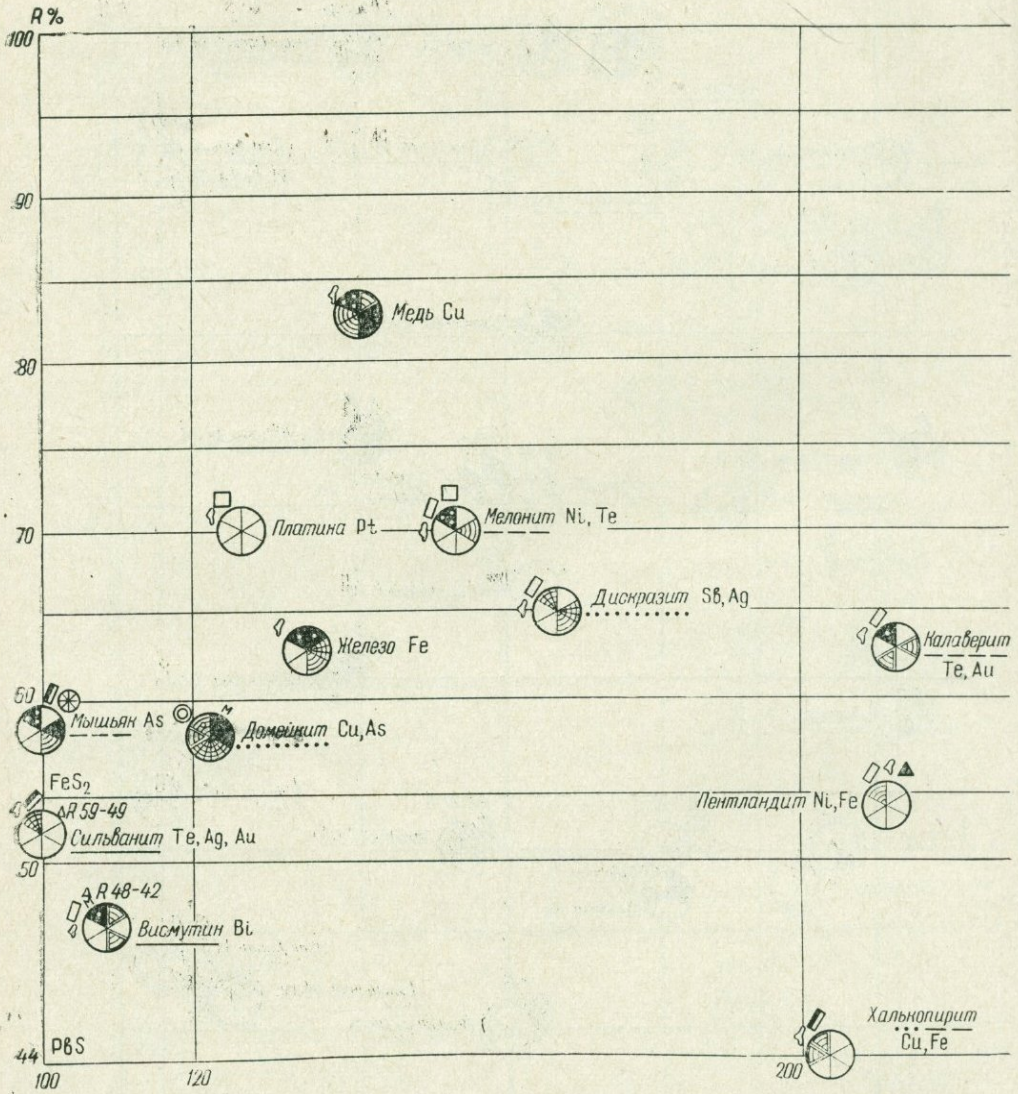 R%
100
90
Медь Cu
80
Платина Pt
Мелонит Ni, Te
70
Дискразит Sb, Ag
Железо Fe
Калаверит
Te, Au
60
Мышьяк As
м
Домейкит Cu, As
FeS2
ΔR 59-49
Пентландит Ni, Fe
Сильванит Te, Ag, Au
50
ΔR 48-42
Висмутин Bi
Халькопирит
Cu, Fe
44
PbS
100
120
200